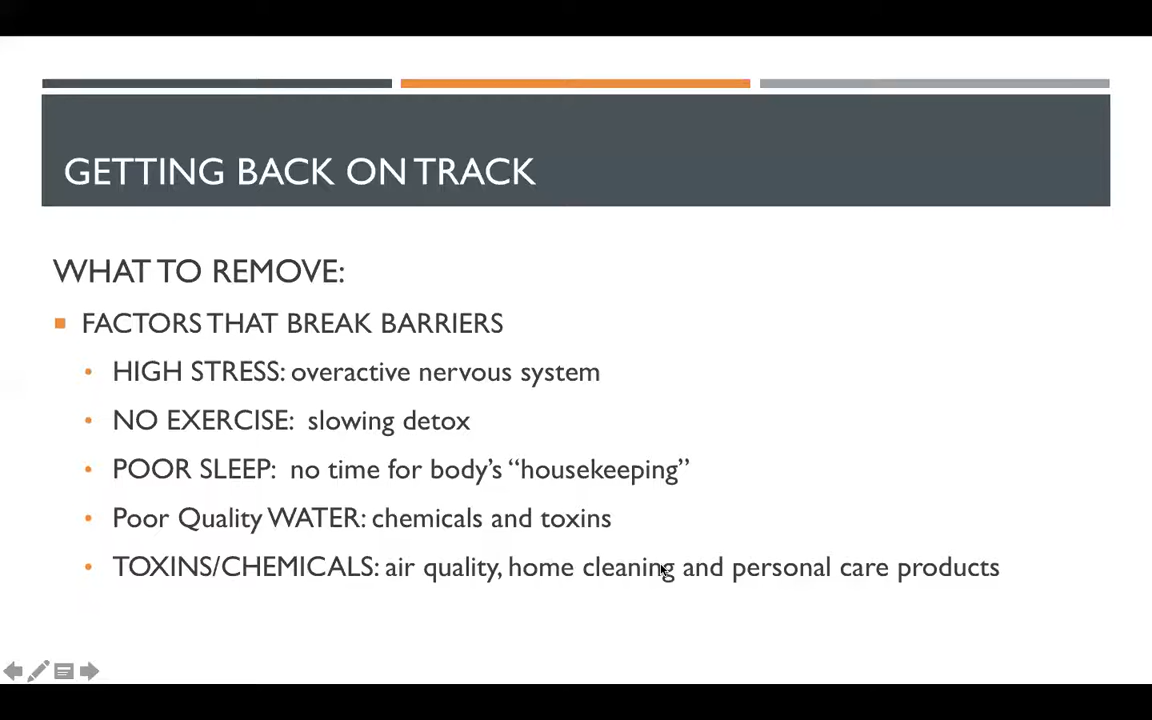 GETTING BACK ON TRACK
WHAT TO REMOVE:
FACTORS THAT BREAK BARRIERS
HIGH STRESS: overactive nervous system
NO EXERCISE: slowing detox
POOR SLEEP: no time for body’s “housekeeping”
Poor Quality WATER: chemicals and toxins
TOXINS/CHEMICALS: air quality, home cleaning and personal care products